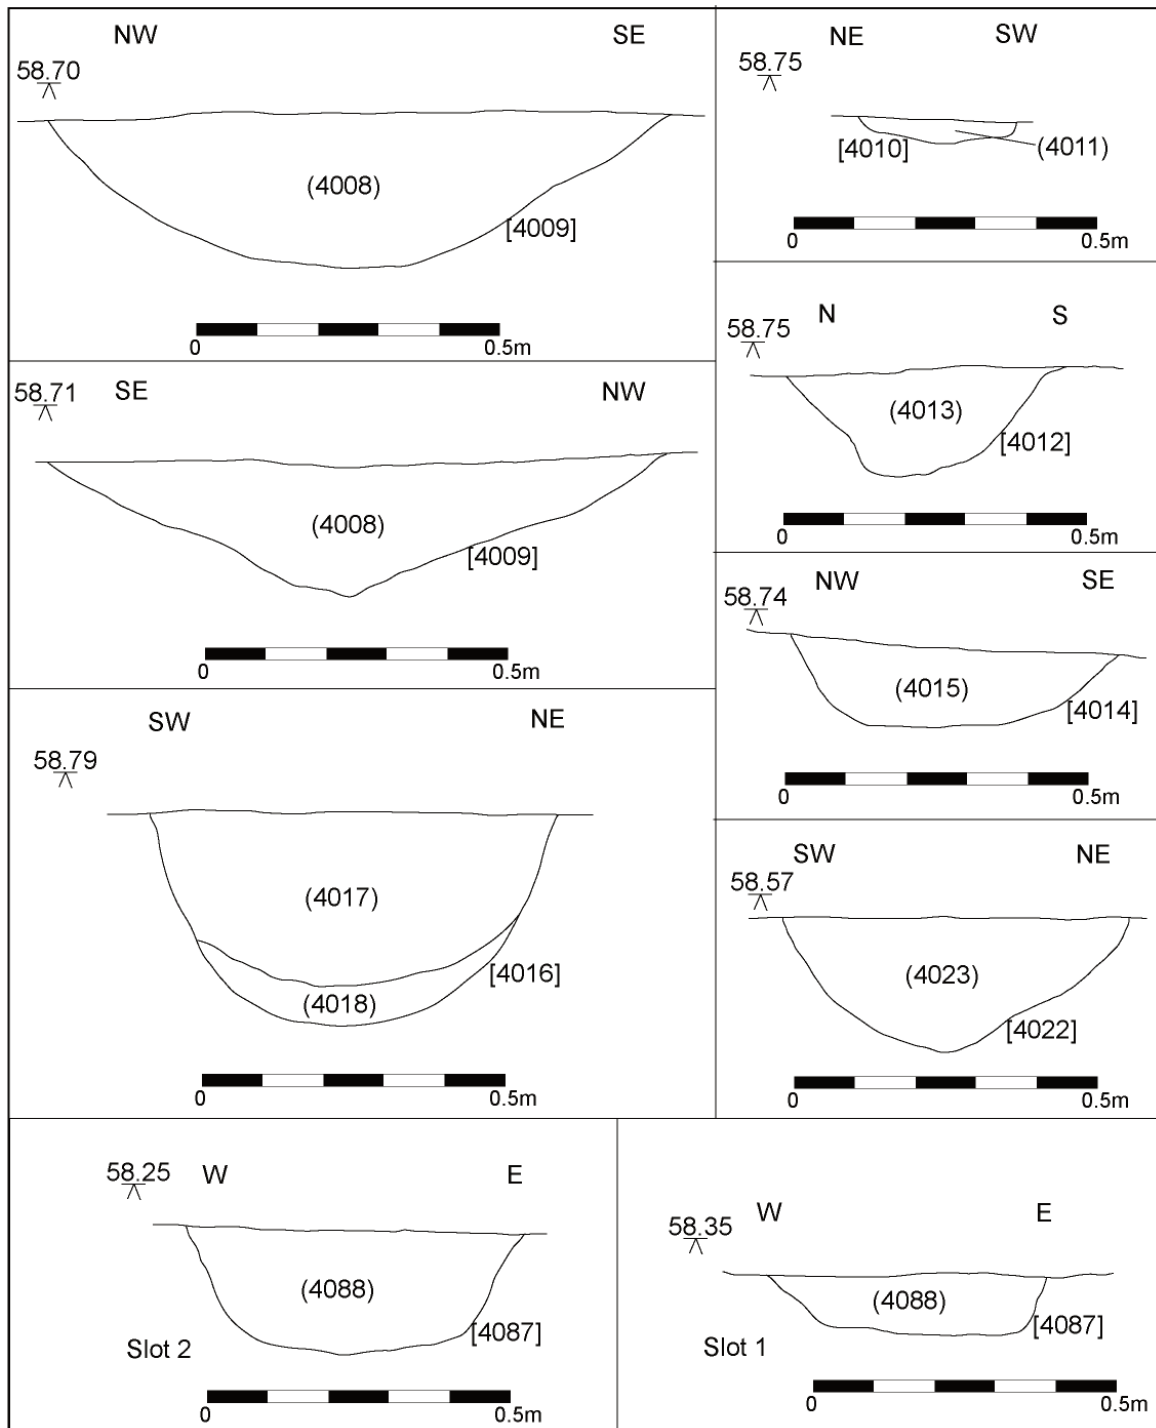 NW SE
58.70
(4008)
[4009]
0 0.5m
NE SW
58.75
[4010] (4011)
0 0.5m
N S
58.75
(4013)
[4012]
0 0.5m
58.71 SE NW
(4008)
[4009]
0 0.5m
NW SE
58.74
(4015)
[4014]
0 0.5m
SW NE
58.79
(4017)
[4016]
(4018)
0 0.5m
SW NE
58.57
(4023)
[4022]
0 0.5m
58.25 W E
(4088)
[4087]
Slot 2
0 0.5m
W E
58.35
(4088)
[4087]
Slot 1
0 0.5m